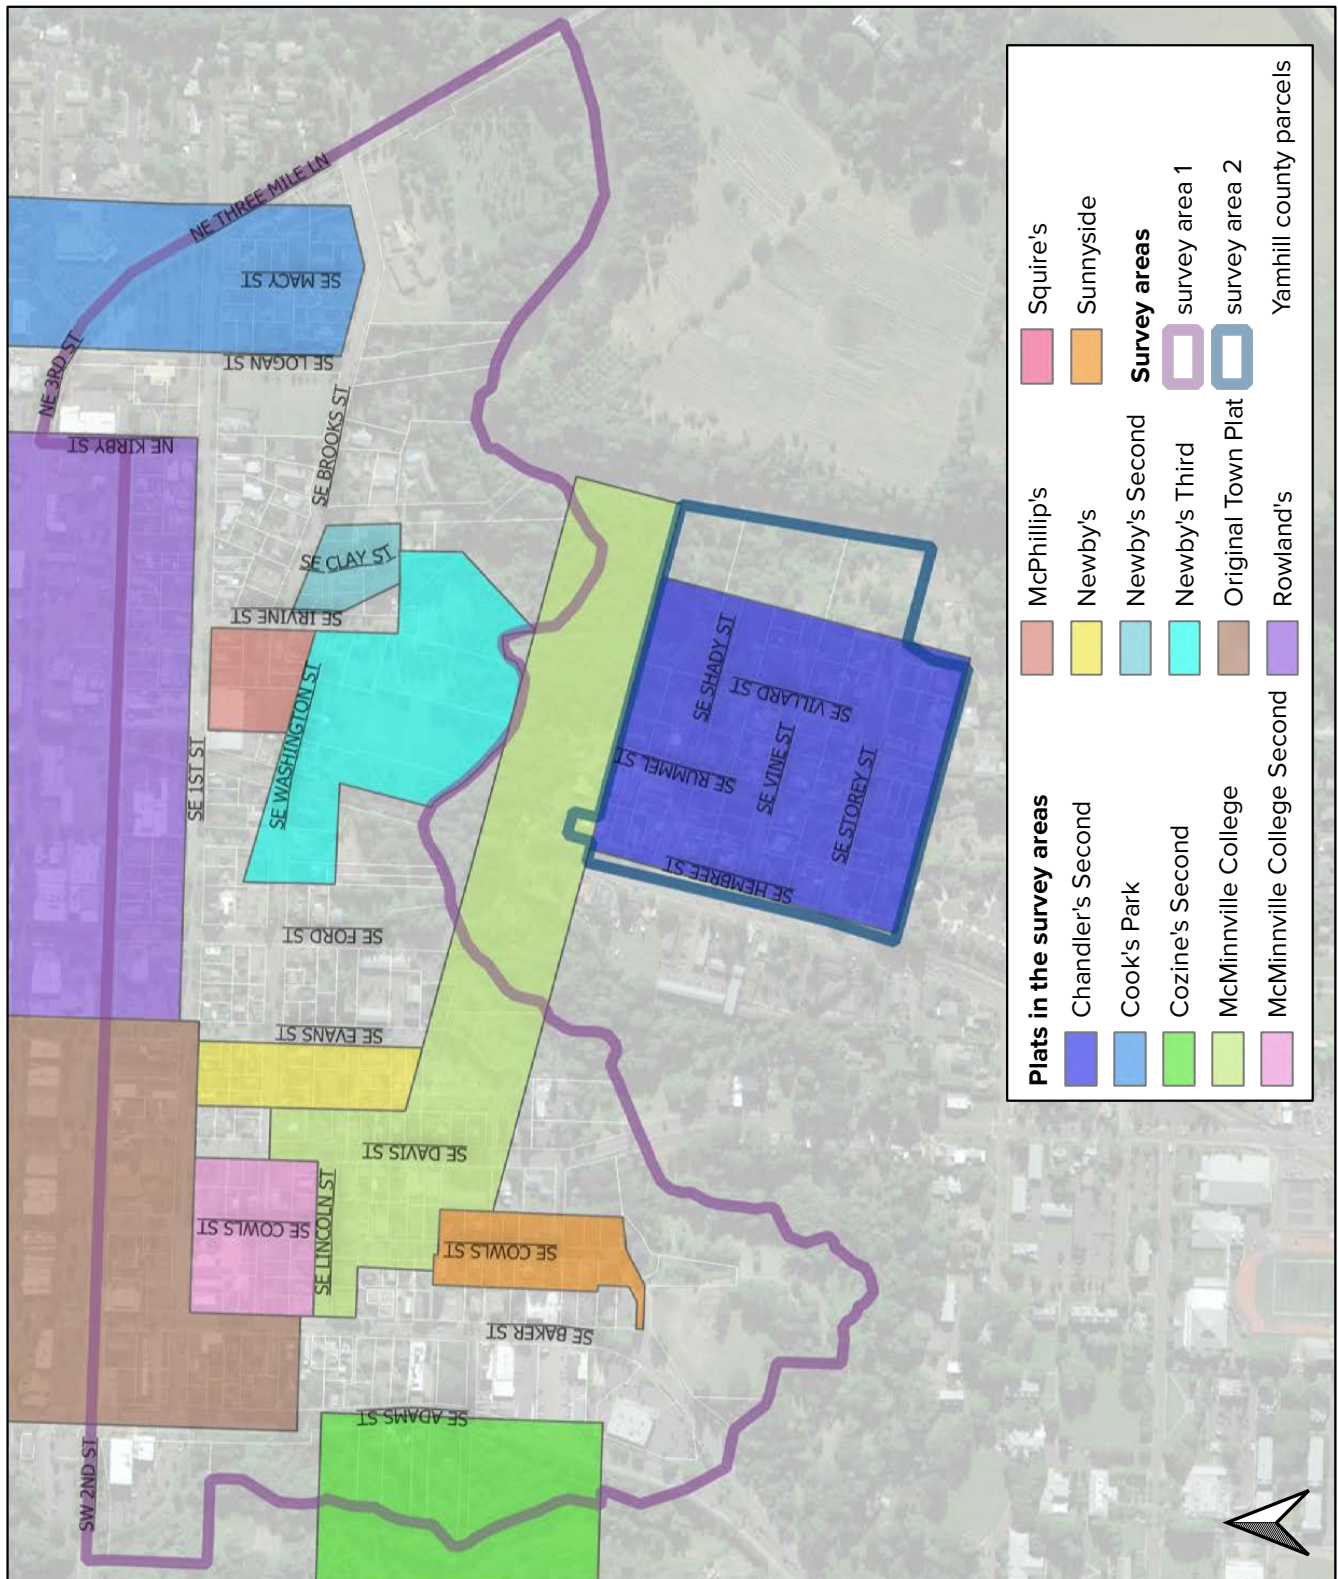 NE THREE MILE LN
NE 3RD ST
SE MACY ST
SE LOGAN ST
NE KIRBY ST
SE BROOKS ST
SE CLAY ST
SE IRVINE ST
SE WASHINGTON ST
SE 1ST ST
SE SHADY ST
SE VILLARD ST
SE RUMMEL ST
SE VINE ST
SE STOREY ST
SE HEMBREE ST
SE FORD ST
SE EVANS ST
SE DAVIS ST
SE COWLS ST
SE LINCOLN ST
SE COWLS ST
SE BAKER ST
SE ADAMS ST
SW 2ND ST
Plats in the survey areas
Chandler's Second
Cook's Park
Cozine's Second
McMinnville College
McMinnville College Second
McPhillip's
Newby's
Newby's Second
Newby's Third
Original Town Plat
Rowland's
Squire's
Sunnyside
Survey areas
survey area 1
survey area 2
Yamhill county parcels